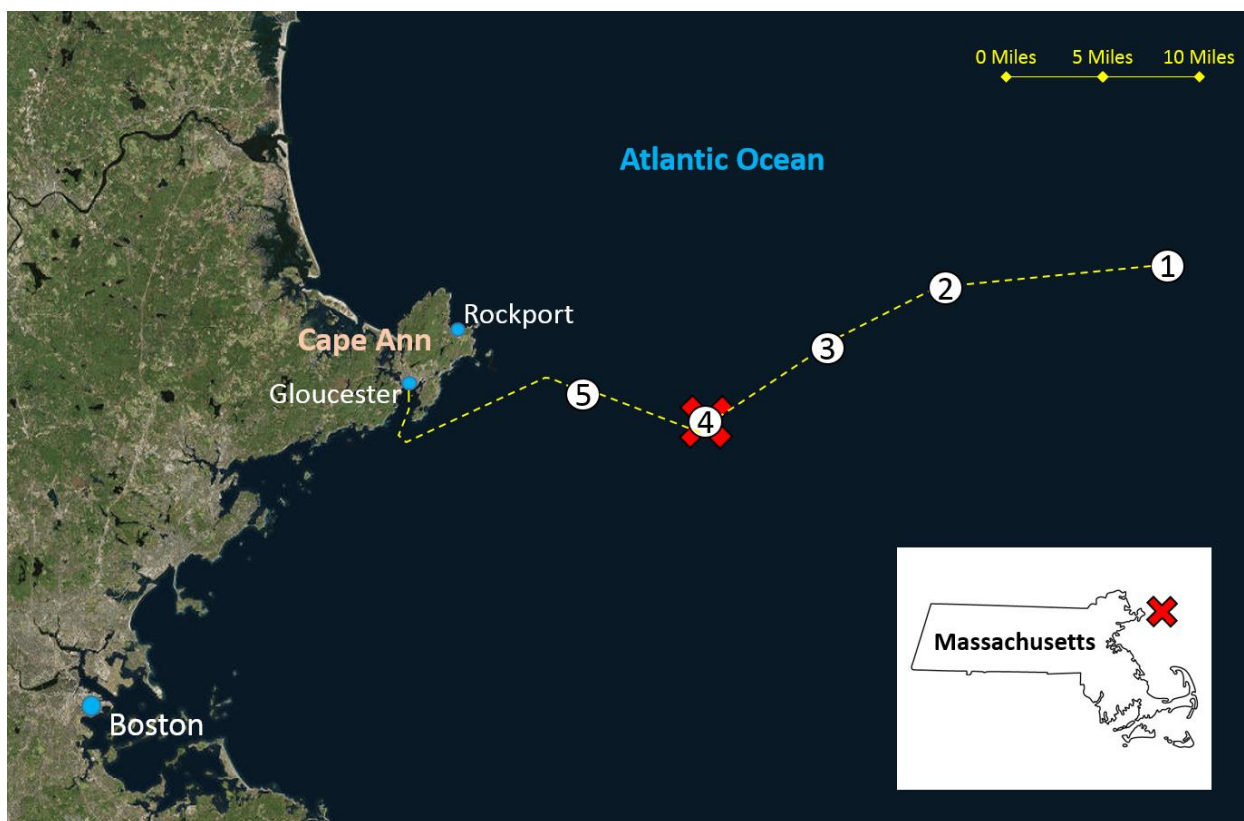 0 Miles 5 Miles 10 Miles
Atlantic Ocean
1
2
Rockport
Cape Ann
3
Gloucester
5
4
Massachusetts
Boston